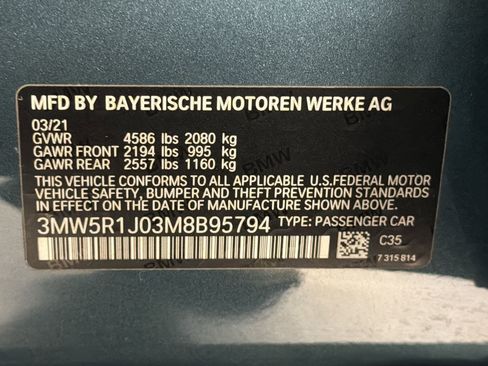 MFD BY BAYERISCHE MOTOREN WERKE AG
03/21
GVWR 4586 lbs 2080 kg
GAWR FRONT 2194 lbs 995 kg
GAWR REAR 2557 lbs 1160 kg
THIS VEHICLE CONFORMS TO ALL APPLICABLE U.S.FEDERAL MOTOR
VEHICLE SAFETY, BUMPER, AND THEFT PREVENTION STANDARDS
IN EFFECT ON THE DATE OF MANUFACTURE SHOWN ABOVE.
3MW5R1J03M8B95794 TYPE: PASSENGER CAR
C35
7 315 814